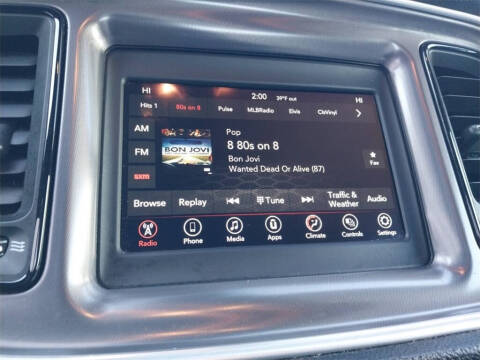 HI 2:00 39°F out HI
Hits 1 80s on 8 Pulse MLBRadio Elvis ClsVinyl
AM
FM
sxm
BON JOVI
Pop
8 80s on 8
Bon Jovi
Wanted Dead Or Alive (87)
Fav
Browse Replay Tune Traffic & Weather Audio
Radio Phone Media Apps Climate Controls Settings